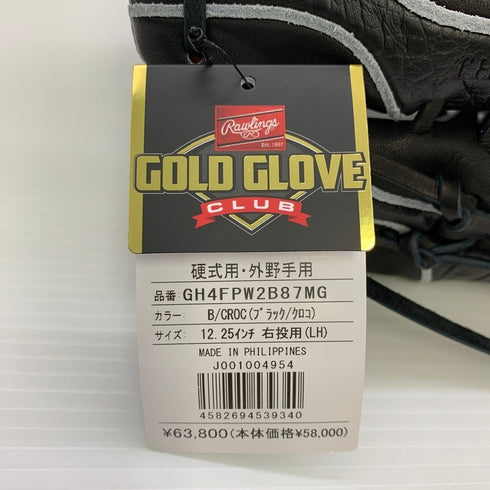 Rawlings
Est. 1887
GOLD GLOVE
CLUB
硬式用・外野手用
品番: GH4FPW2B87MG
カラー: B/CROC(ﾌﾞﾗｯｸ/ｸﾛｺ)
サイズ: 12.25ｲﾝﾁ 右投用(LH)
MADE IN PHILIPPINES
J001004954
4582694539340
¥63,800(本体価格¥58,000)